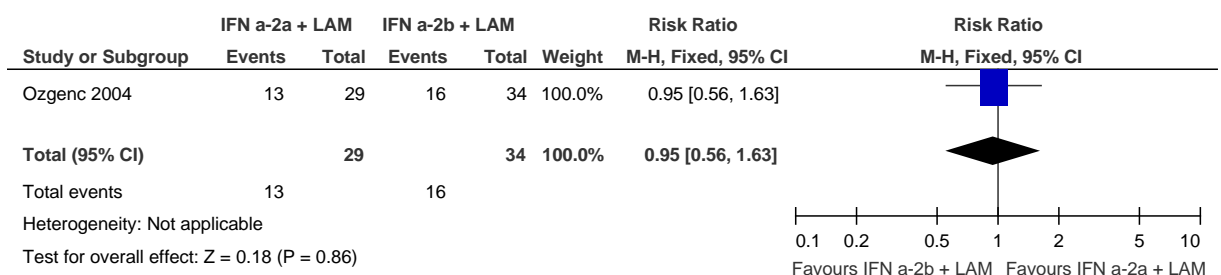 IFN a-2a + LAM IFN a-2b + LAM Risk Ratio Risk Ratio
Study or Subgroup Events Total Events Total Weight M-H, Fixed, 95% CI M-H, Fixed, 95% CI
Ozgenc 2004 13 29 16 34 100.0% 0.95 [0.56, 1.63]
Total (95% CI) 29 34 100.0% 0.95 [0.56, 1.63]
Total events 13 16
Heterogeneity: Not applicable
Test for overall effect: Z = 0.18 (P = 0.86)
0.1 0.2 0.5 1 2 5 10
Favours IFN a-2b + LAM Favours IFN a-2a + LAM